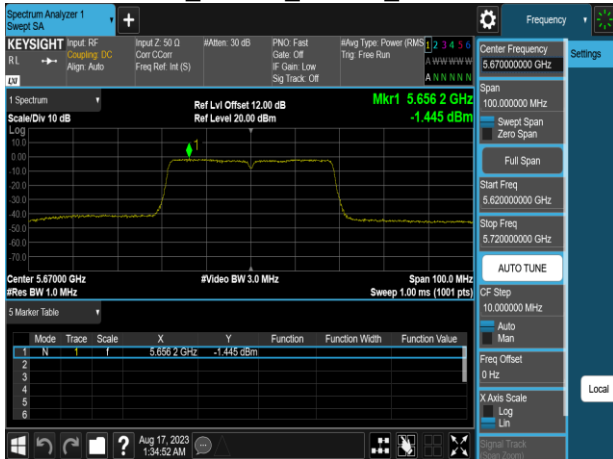 Spectrum Analyzer 1
Swept SA
+
Frequency
KEYSIGHT
RL
LXI
Input: RF
Coupling: DC
Align: Auto
Input Z: 50 Ω
Corr CCorr
Freq Ref: Int (S)
#Atten: 30 dB
PNO: Fast
Gate: Off
IF Gain: Low
Sig Track: Off
#Avg Type: Power (RMS
Trig: Free Run
1 2 3 4 5 6
A W W W W W
A N N N N N
Center Frequency
5.670000000 GHz
Settings
1 Spectrum
Scale/Div 10 dB
Ref Lvl Offset 12.00 dB
Ref Level 20.00 dBm
Mkr1 5.656 2 GHz
-1.445 dBm
Span
100.000000 MHz
Swept Span
Zero Span
Full Span
Start Freq
5.620000000 GHz
Stop Freq
5.720000000 GHz
AUTO TUNE
CF Step
10.000000 MHz
Auto
Man
Freq Offset
0 Hz
X Axis Scale
Log
Lin
Signal Track
(Span Zoom)
Local
Log
10.0
0.00
-10.0
-20.0
-30.0
-40.0
-50.0
-60.0
-70.0
1
Center 5.67000 GHz
#Res BW 1.0 MHz
#Video BW 3.0 MHz
Span 100.0 MHz
Sweep 1.00 ms (1001 pts)
5 Marker Table
Mode Trace Scale X Y Function Function Width Function Value
1 N 1 f 5.656 2 GHz -1.445 dBm
2
3
4
5
6
?
Aug 17, 2023
1:34:52 AM